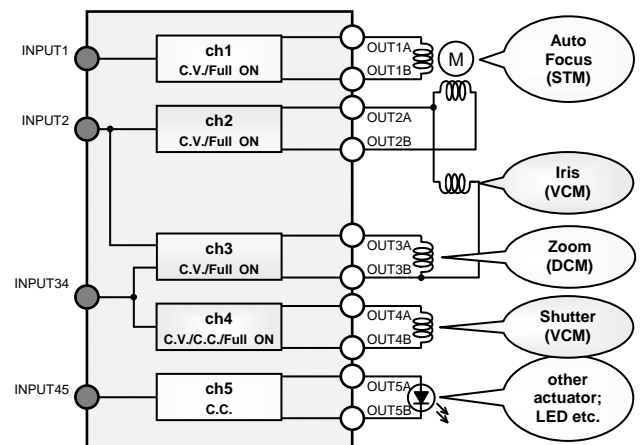 INPUT1
ch1
C.V./Full ON
OUT1A
OUT1B
M
Auto
Focus
(STM)
INPUT2
ch2
C.V./Full ON
OUT2A
OUT2B
Iris
(VCM)
ch3
C.V./Full ON
OUT3A
OUT3B
Zoom
(DCM)
INPUT34
ch4
C.V./C.C./Full ON
OUT4A
OUT4B
Shutter
(VCM)
INPUT45
ch5
C.C.
OUT5A
OUT5B
other
actuator;
LED etc.